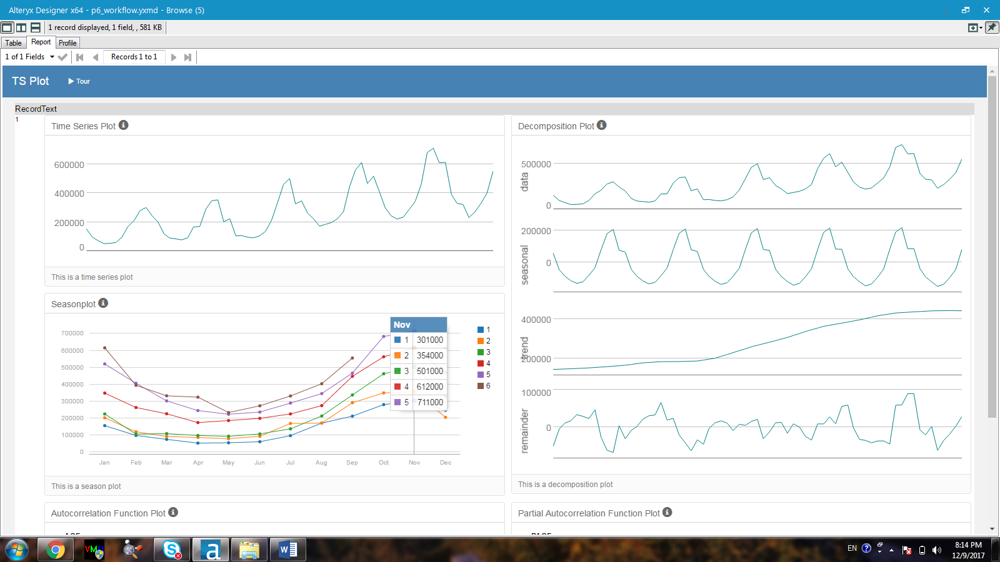 Alteryx Designer x64 - p6_workflow.yxmd - Browse (5)
1 record displayed, 1 field, , 581 KB
Table Report Profile
1 of 1 Fields Records 1 to 1
TS Plot Tour
RecordText
1
Time Series Plot
600000
400000
200000
0
This is a time series plot
Seasonplot
700000
600000
500000
400000
300000
200000
100000
0
Jan Feb Mar Apr May Jun Jul Aug Sep Oct Nov Dec
Nov
1 301000
2 354000
3 501000
4 612000
5 711000
1
2
3
4
5
6
This is a season plot
Decomposition Plot
data
500000
0
seasonal
200000
0
trend
400000
200000
remainder
100000
0
This is a decomposition plot
Autocorrelation Function Plot
Partial Autocorrelation Function Plot
VMD
a
W
EN
8:14 PM
12/9/2017